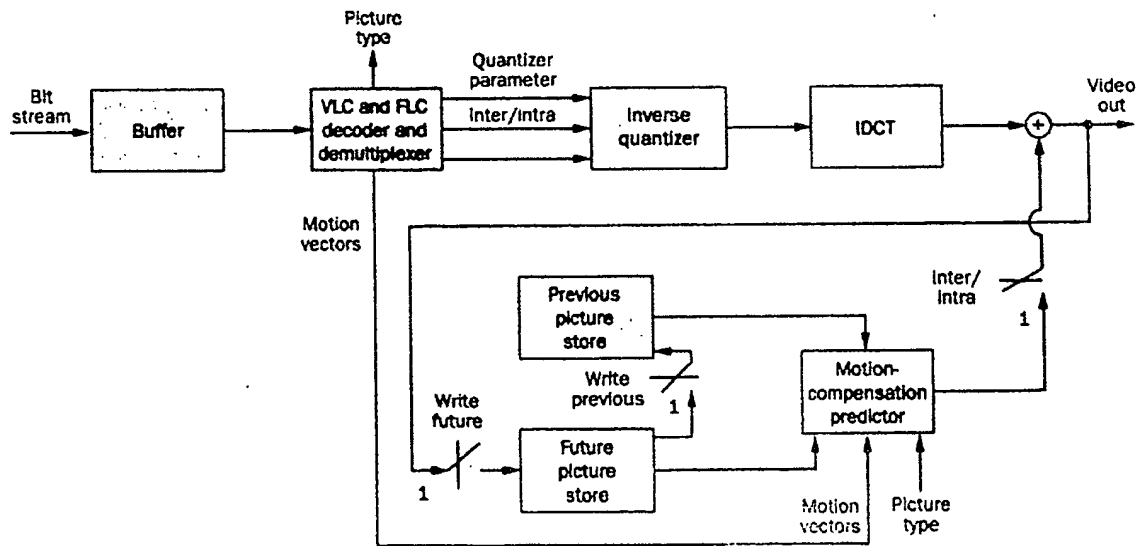 Picture
type
Quantizer
parameter
Bit
stream
Buffer
VLC and FLC
decoder and
demultiplexer
Inter/intra
Inverse
quantizer
IDCT
+
Video
out
Motion
vectors
Previous
picture
store
Inter/
intra
1
Write
previous
1
Motion-
compensation
predictor
Write
future
1
Future
picture
store
Motion
vectors
Picture
type